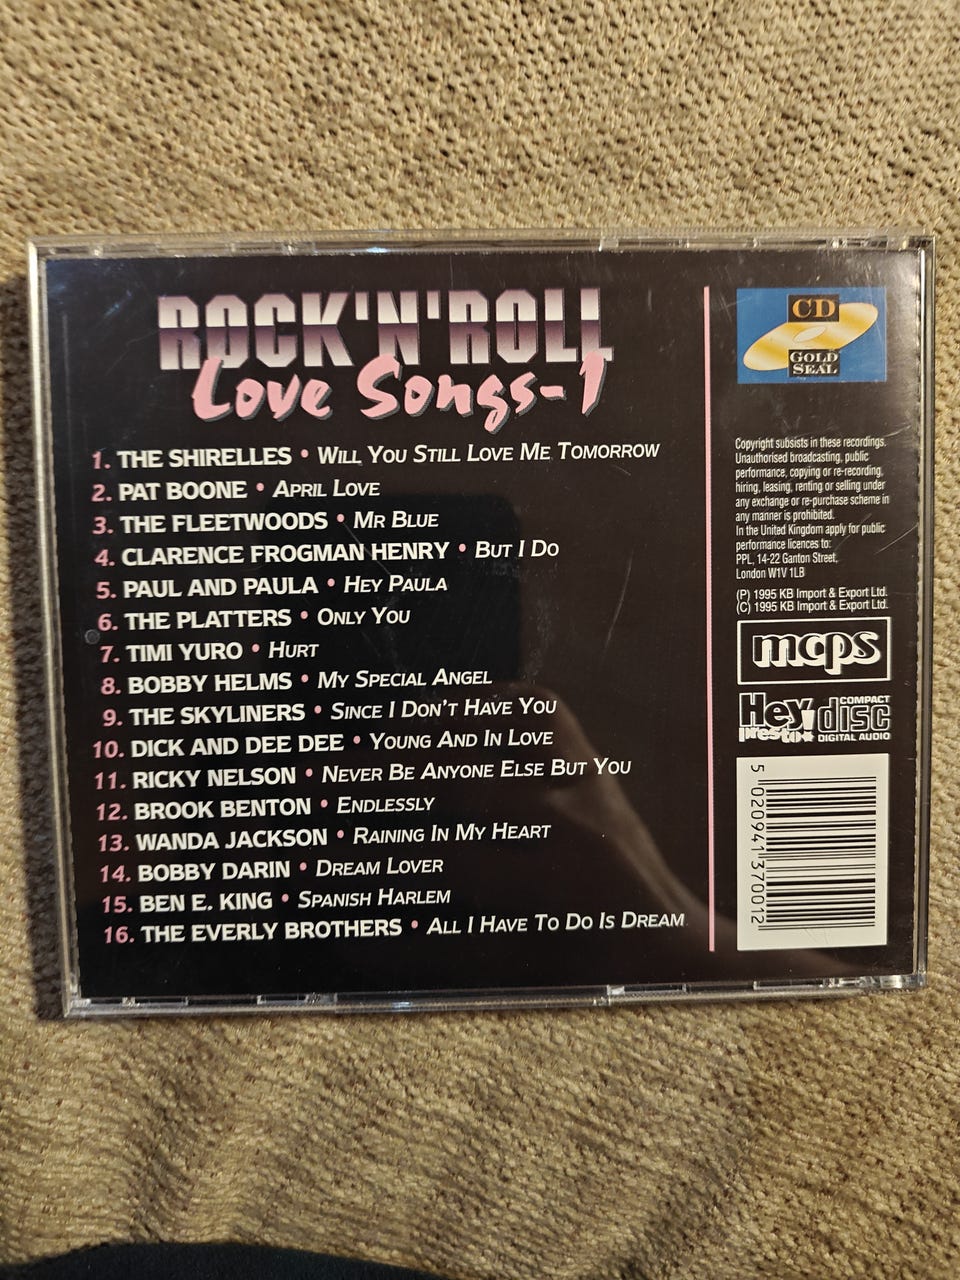 ROCK'N'ROLL
Love Songs-1
1. THE SHIRELLES • WILL YOU STILL LOVE ME TOMORROW
2. PAT BOONE • APRIL LOVE
3. THE FLEETWOODS • MR BLUE
4. CLARENCE FROGMAN HENRY • BUT I DO
5. PAUL AND PAULA • HEY PAULA
6. THE PLATTERS • ONLY YOU
7. TIMI YURO • HURT
8. BOBBY HELMS • MY SPECIAL ANGEL
9. THE SKYLINERS • SINCE I DON'T HAVE YOU
10. DICK AND DEE DEE • YOUNG AND IN LOVE
11. RICKY NELSON • NEVER BE ANYONE ELSE BUT YOU
12. BROOK BENTON • ENDLESSLY
13. WANDA JACKSON • RAINING IN MY HEART
14. BOBBY DARIN • DREAM LOVER
15. BEN E. KING • SPANISH HARLEM
16. THE EVERLY BROTHERS • ALL I HAVE TO DO IS DREAM
CD
GOLD
SEAL
Copyright subsists in these recordings.
Unauthorised broadcasting, public
performance, copying or re-recording,
hiring, leasing, renting or selling under
any exchange or re-purchase scheme in
any manner is prohibited.
In the United Kingdom apply for public
performance licences to:
PPL, 14-22 Ganton Street,
London W1V 1LB
(P) 1995 KB Import & Export Ltd.
(C) 1995 KB Import & Export Ltd.
mcps
Hey
presto!
COMPACT
disc
DIGITAL AUDIO
5 020941 370012